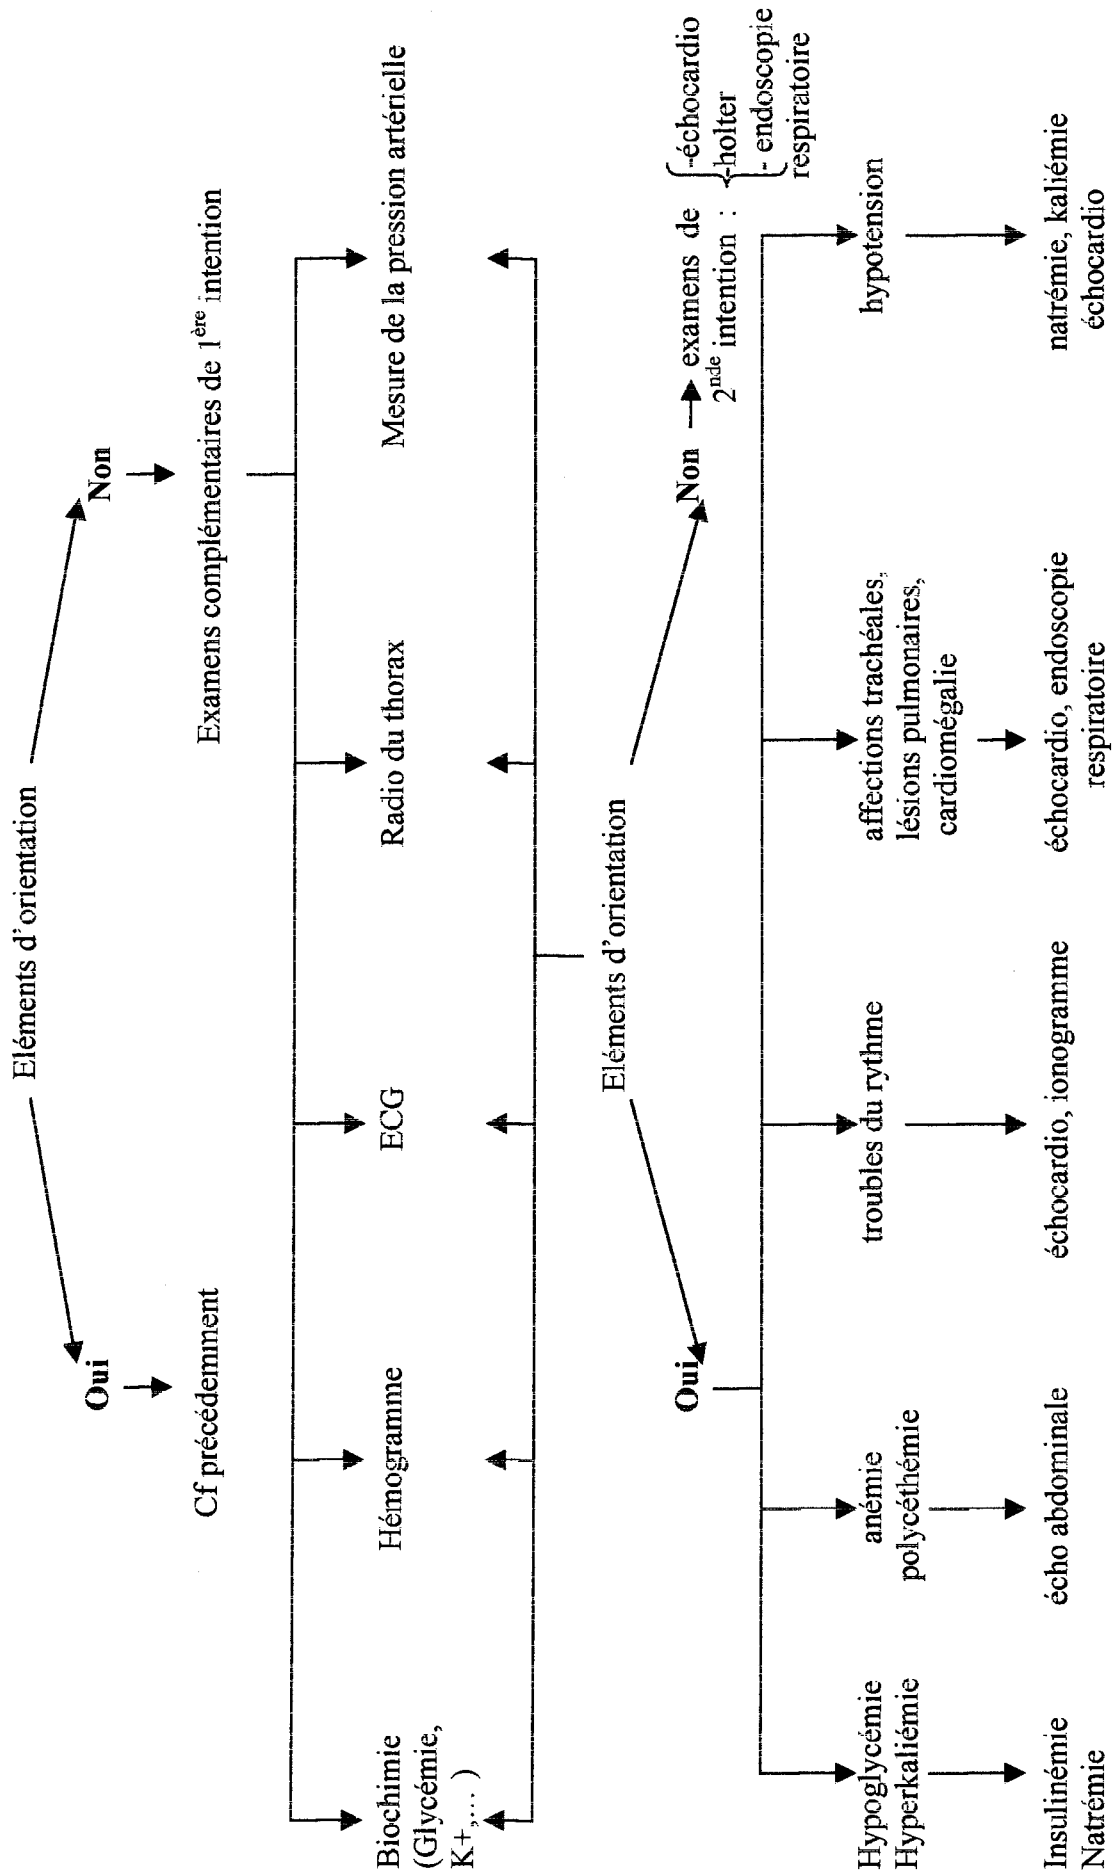 Eléments d'orientation
Oui
Non
Cf précédemment
Examens complémentaires de 1ère intention
Biochimie
(Glycémie,
K+,... )
Hémogramme
ECG
Radio du thorax
Mesure de la pression artérielle
Eléments d'orientation
Oui
Non
examens de
2nde intention :
-échocardio
-holter
- endoscopie
respiratoire
Hypoglycémie
Hyperkaliémie
anémie
polycéthémie
troubles du rythme
affections trachéales,
lésions pulmonaires,
cardiomégalie
hypotension
Insulinémie
Natrémie
écho abdominale
échocardio, ionogramme
échocardio, endoscopie
respiratoire
natrémie, kaliémie
échocardio